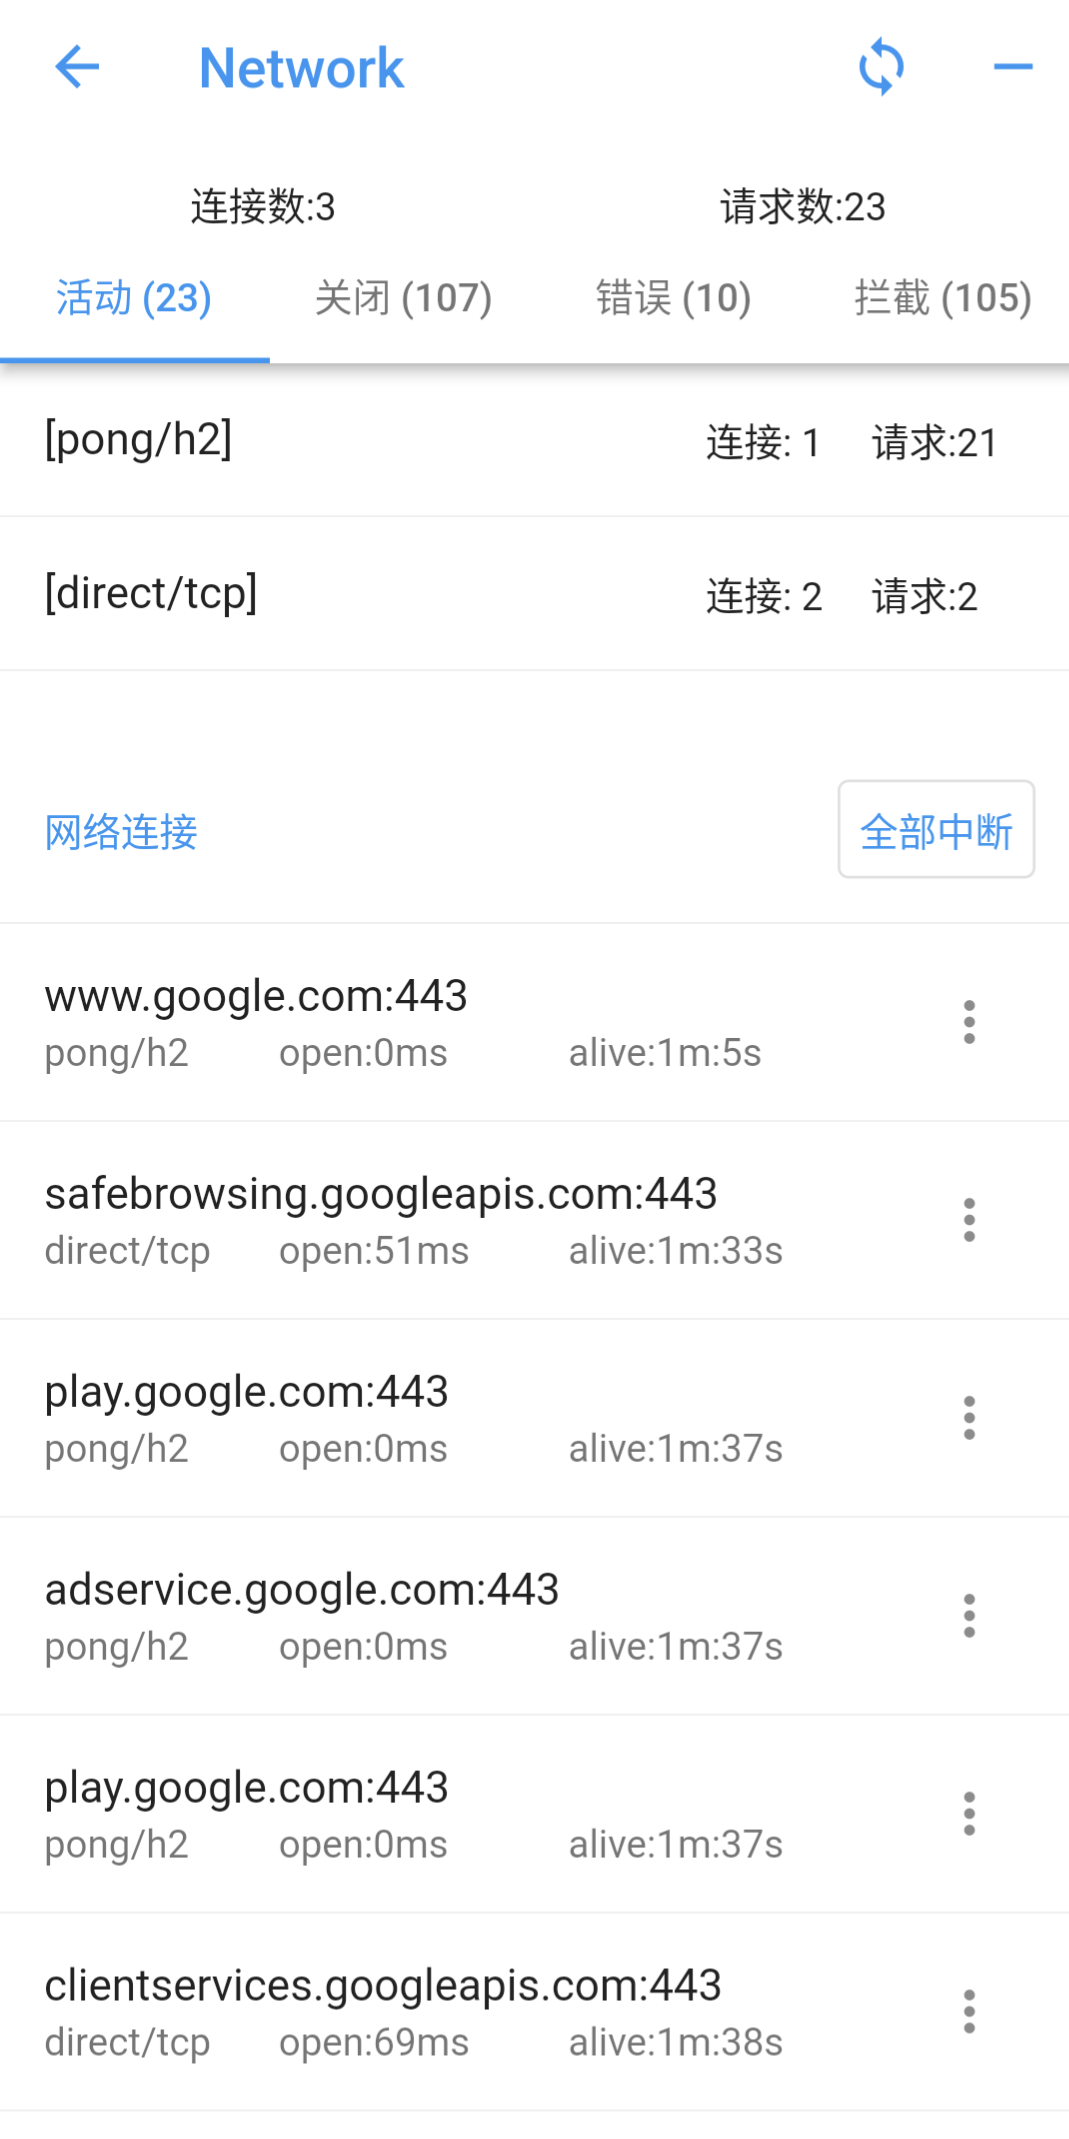 Network
连接数:3 请求数:23
活动 (23) 关闭 (107) 错误 (10) 拦截 (105)
[pong/h2] 连接: 1 请求:21
[direct/tcp] 连接: 2 请求:2
网络连接 全部中断
www.google.com:443
pong/h2 open:0ms alive:1m:5s
safebrowsing.googleapis.com:443
direct/tcp open:51ms alive:1m:33s
play.google.com:443
pong/h2 open:0ms alive:1m:37s
adservice.google.com:443
pong/h2 open:0ms alive:1m:37s
play.google.com:443
pong/h2 open:0ms alive:1m:37s
clientservices.googleapis.com:443
direct/tcp open:69ms alive:1m:38s